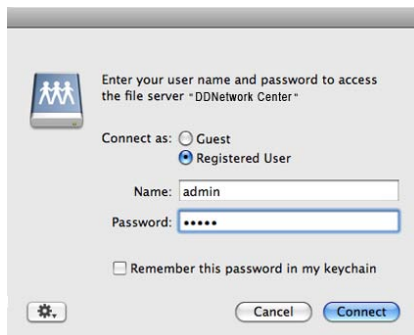 Enter your user name and password to access
the file server "DDNetwork Center"
Connect as: Guest
Registered User
Name: admin
Password: •••••
Remember this password in my keychain
Cancel Connect